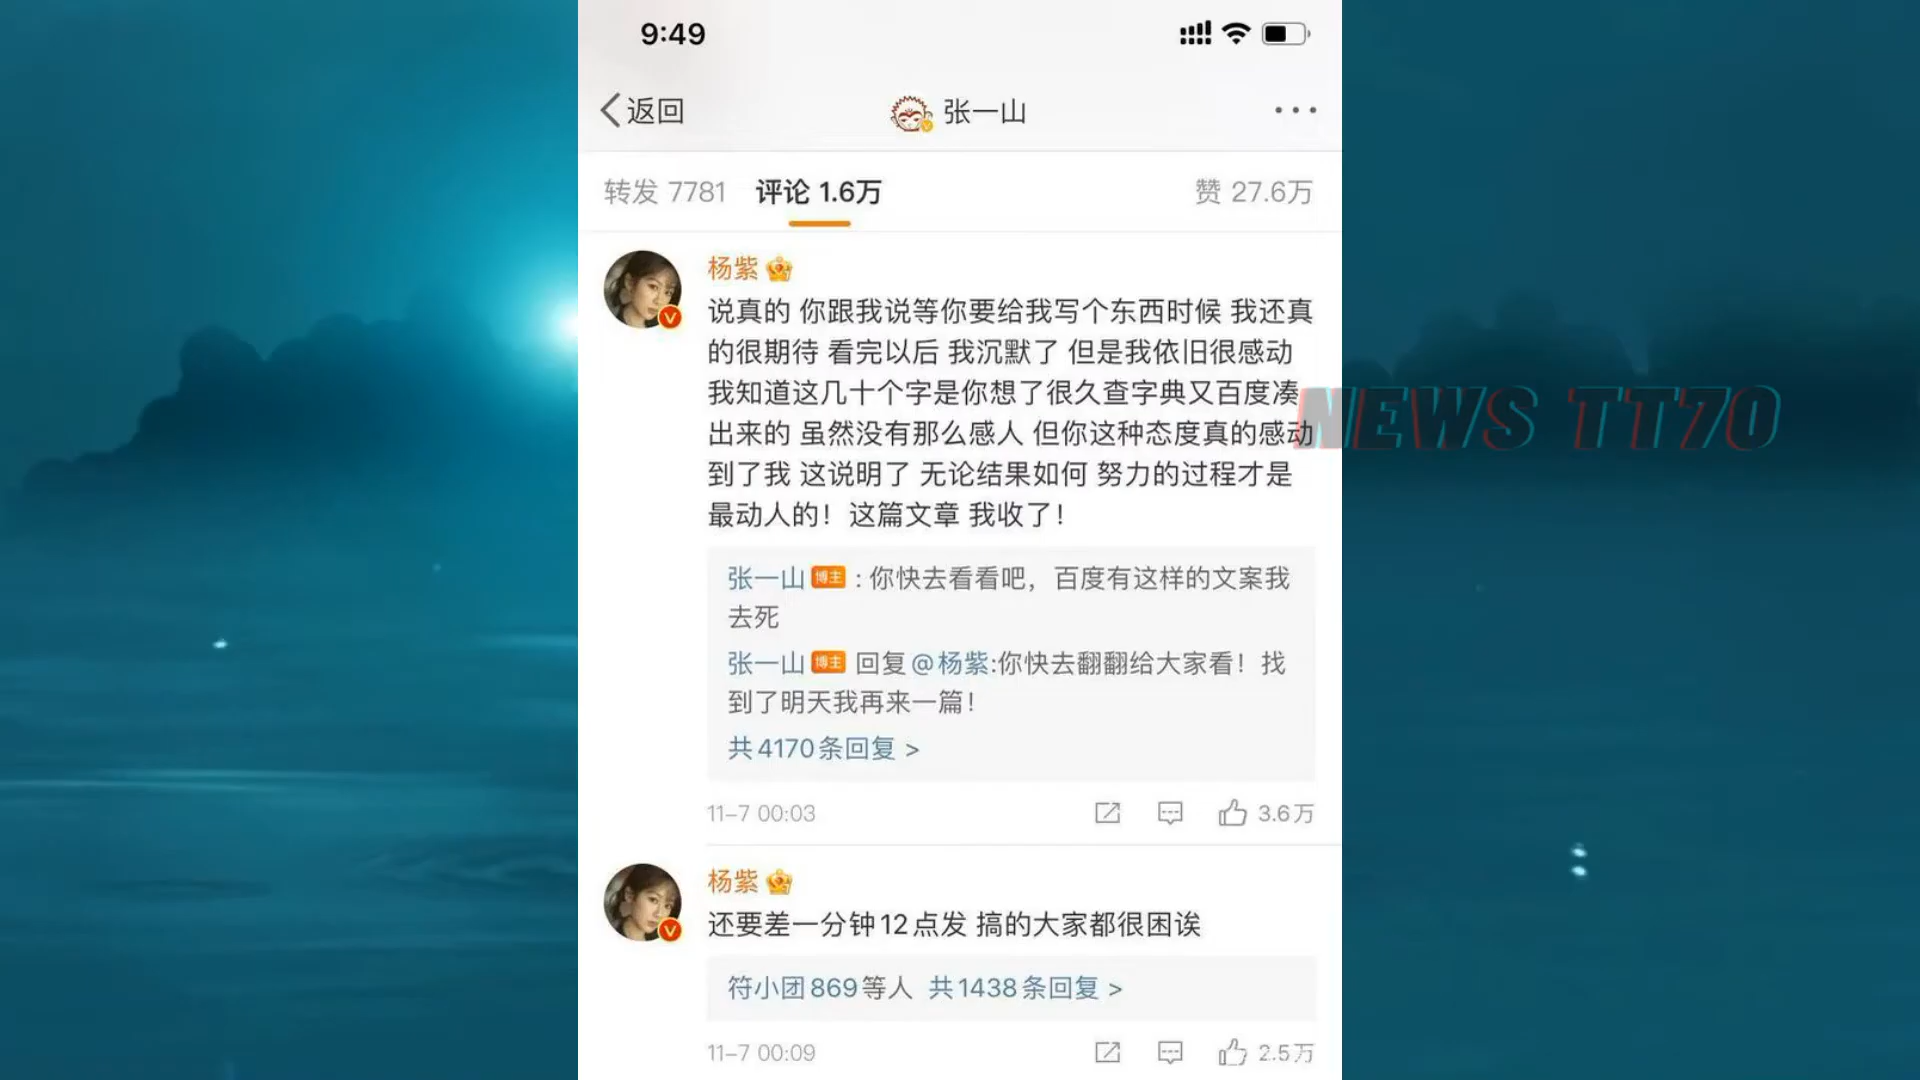 9:49
返回
张一山
转发 7781 评论 1.6万 赞 27.6万
杨紫
说真的 你跟我说等你要给我写个东西时候 我还真
的很期待 看完以后 我沉默了 但是我依旧很感动
我知道这几十个字是你想了很久查字典又百度凑
出来的 虽然没有那么感人 但你这种态度真的感动
到了我 这说明了 无论结果如何 努力的过程才是
最动人的！这篇文章 我收了！
NEWS TT70
张一山 博主 : 你快去看看吧，百度有这样的文案我
去死
张一山 博主 回复@杨紫:你快去翻翻给大家看！找
到了明天我再来一篇！
共4170条回复 >
11-7 00:03 3.6万
杨紫
还要差一分钟12点发 搞的大家都很困诶
符小团869等人 共1438条回复 >
11-7 00:09 2.5万